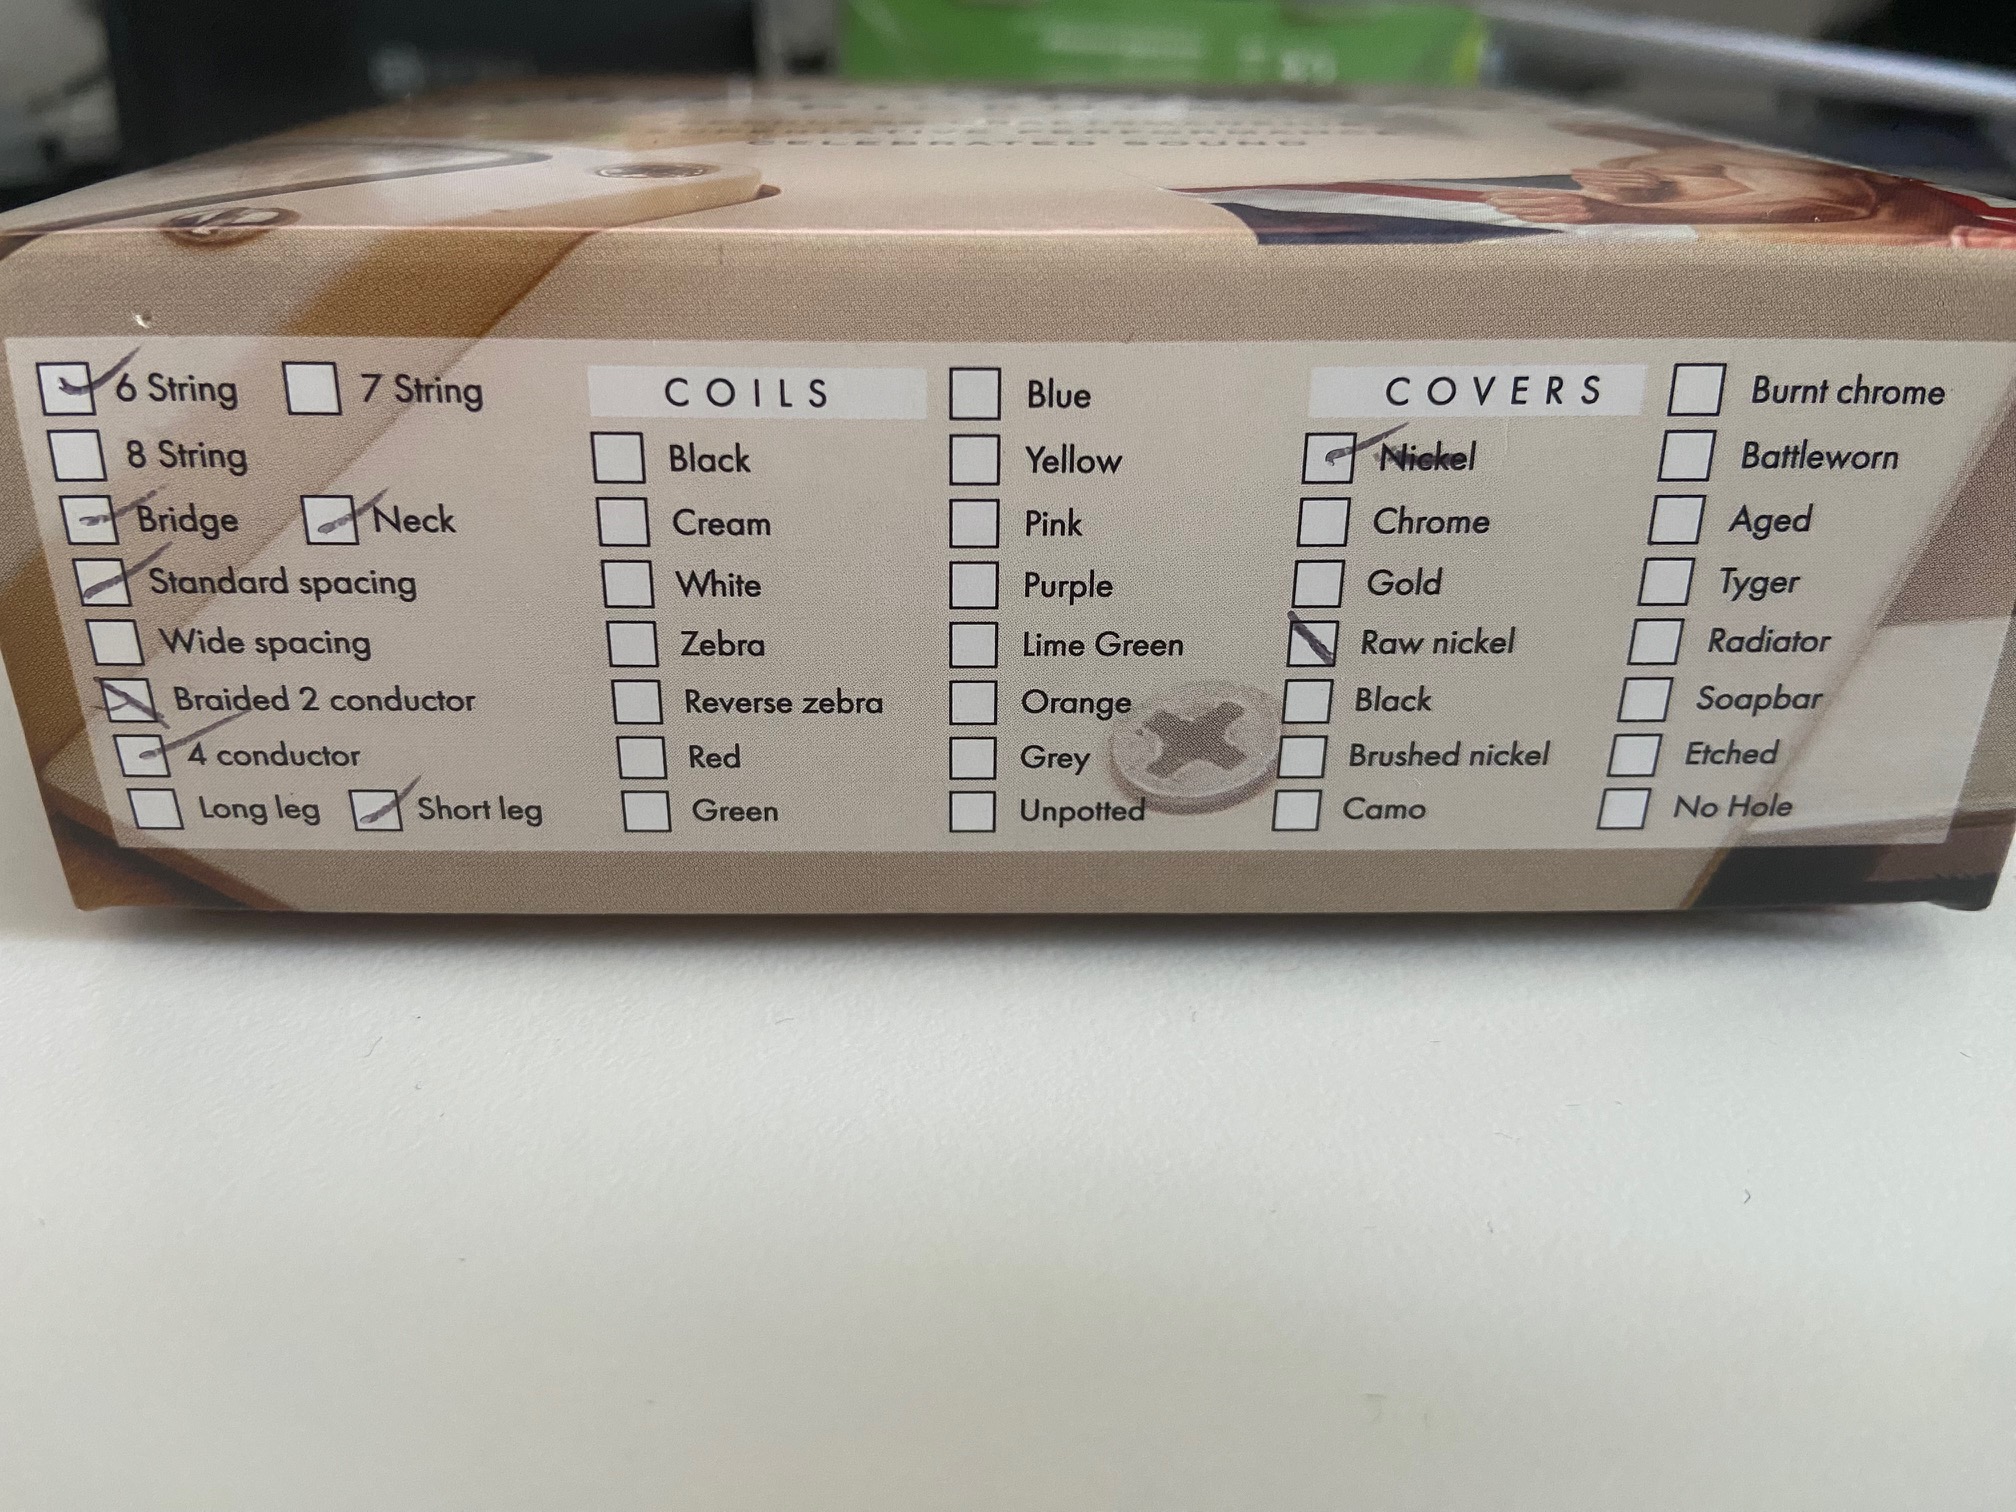 CELEBRATED SOUND
6 String 7 String
8 String
Bridge Neck
Standard spacing
Wide spacing
Braided 2 conductor
4 conductor
Long leg Short leg
COILS
Black
Cream
White
Zebra
Reverse zebra
Red
Green
Blue
Yellow
Pink
Purple
Lime Green
Orange
Grey
Unpotted
COVERS
Nickel
Chrome
Gold
Raw nickel
Black
Brushed nickel
Camo
Burnt chrome
Battleworn
Aged
Tyger
Radiator
Soapbar
Etched
No Hole